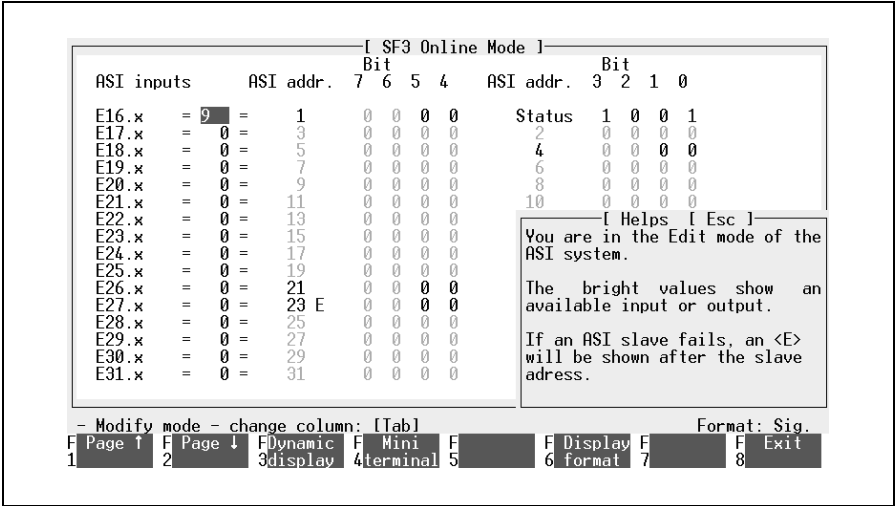 [ SF3 Online Mode ]
Bit Bit
ASI inputs ASI addr. 7 6 5 4 ASI addr. 3 2 1 0
E16.x = 9 = 1 0 0 0 0 Status 1 0 0 1
E17.x = 0 = 3 0 0 0 0 2 0 0 0 0
E18.x = 0 = 5 0 0 0 0 4 0 0 0 0
E19.x = 0 = 7 0 0 0 0 6 0 0 0 0
E20.x = 0 = 9 0 0 0 0 8 0 0 0 0
E21.x = 0 = 11 0 0 0 0 10 0 0 0 0
E22.x = 0 = 13 0 0 0 0
E23.x = 0 = 15 0 0 0 0
E24.x = 0 = 17 0 0 0 0
E25.x = 0 = 19 0 0 0 0
E26.x = 0 = 21 0 0 0 0
E27.x = 0 = 23 E 0 0 0 0
E28.x = 0 = 25 0 0 0 0
E29.x = 0 = 27 0 0 0 0
E30.x = 0 = 29 0 0 0 0
E31.x = 0 = 31 0 0 0 0
[ Helps [ Esc ]
You are in the Edit mode of the
ASI system.
The bright values show an
available input or output.
If an ASI slave fails, an <E>
will be shown after the slave
adress.
- Modify mode - change column: [Tab] Format: Sig.
F Page ↑ F Page ↓ F Dynamic F Mini F F Display F F Exit
1 2 3 display 4 terminal 5 6 format 7 8